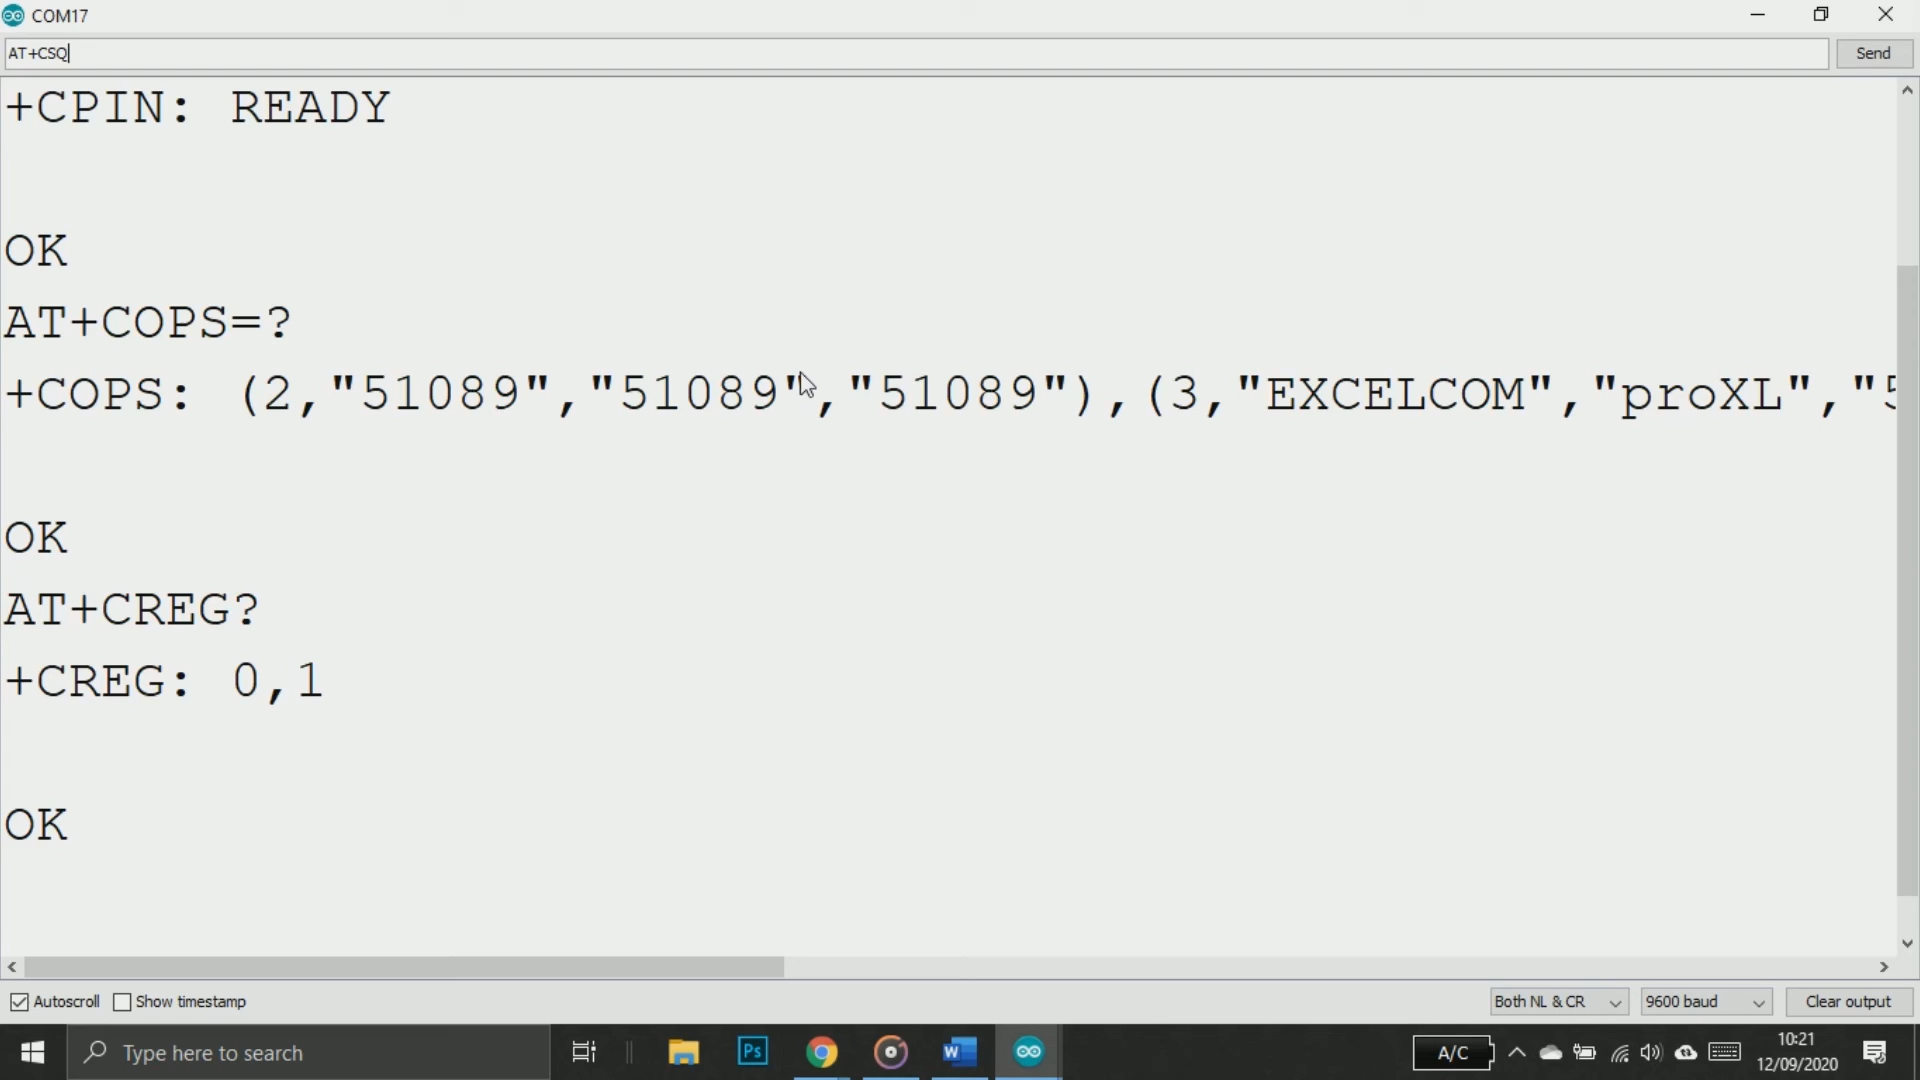 COM17
AT+CSQ
Send
+CPIN: READY
OK
AT+COPS=?
+COPS: (2,"51089","51089","51089"),(3,"EXCELCOM","proXL","5
OK
AT+CREG?
+CREG: 0,1
OK
Autoscroll Show timestamp Both NL & CR 9600 baud Clear output
Type here to search Ps W A/C 10:21
12/09/2020